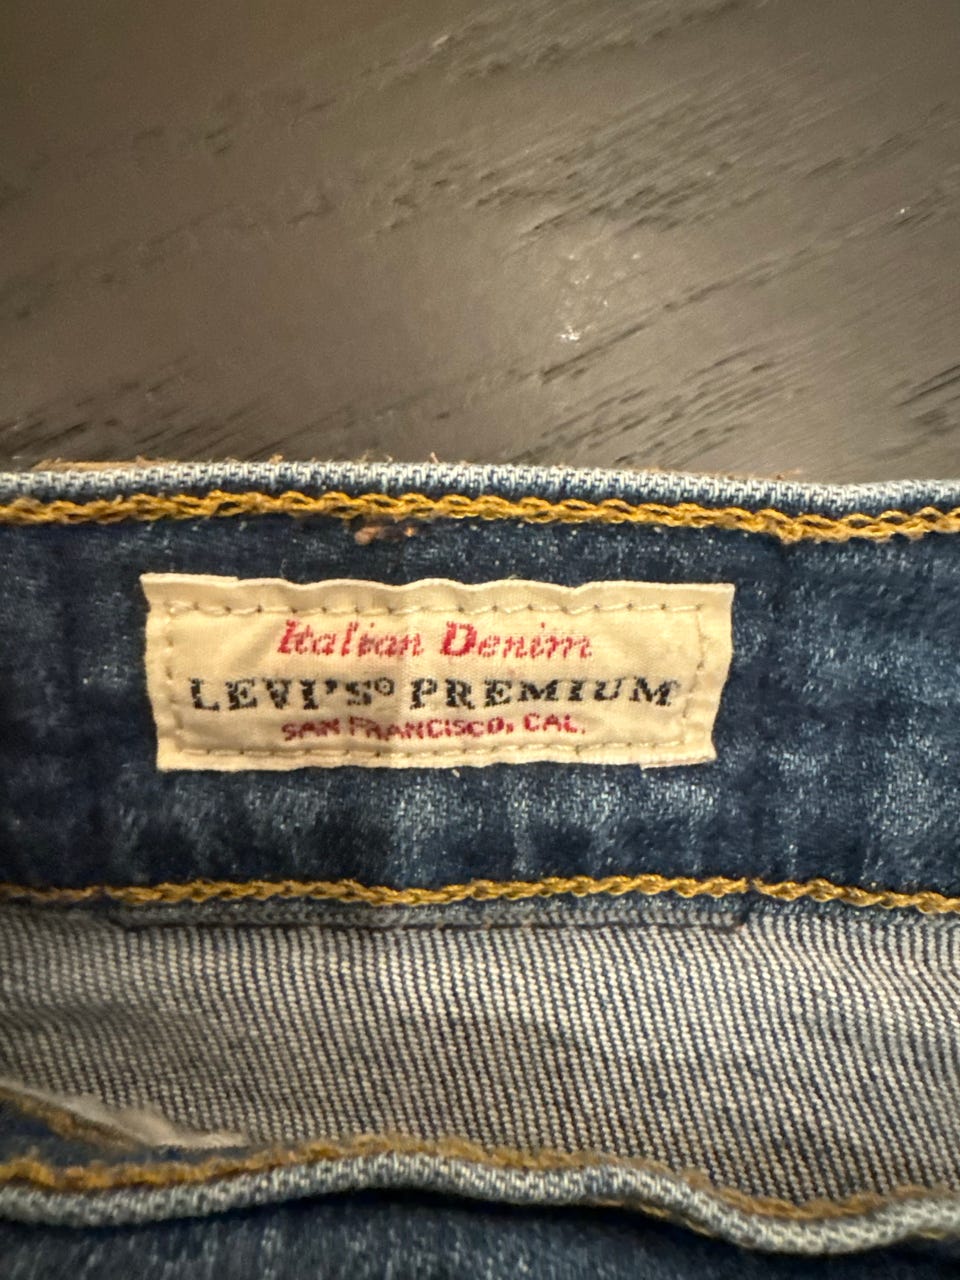 Italian Denim
LEVI'S® PREMIUM
SAN FRANCISCO, CAL.